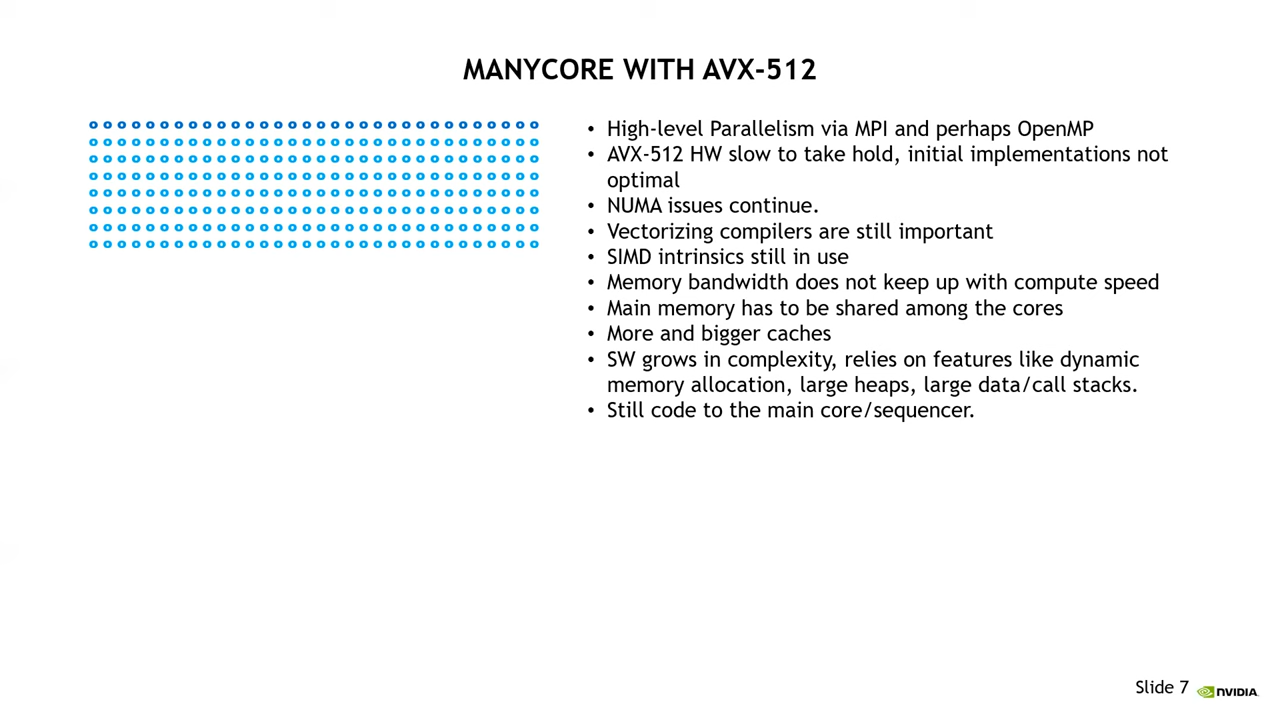 MANYCORE WITH AVX-512
• High-level Parallelism via MPI and perhaps OpenMP
• AVX-512 HW slow to take hold, initial implementations not
optimal
• NUMA issues continue.
• Vectorizing compilers are still important
• SIMD intrinsics still in use
• Memory bandwidth does not keep up with compute speed
• Main memory has to be shared among the cores
• More and bigger caches
• SW grows in complexity, relies on features like dynamic
memory allocation, large heaps, large data/call stacks.
• Still code to the main core/sequencer.
Slide 7 NVIDIA.